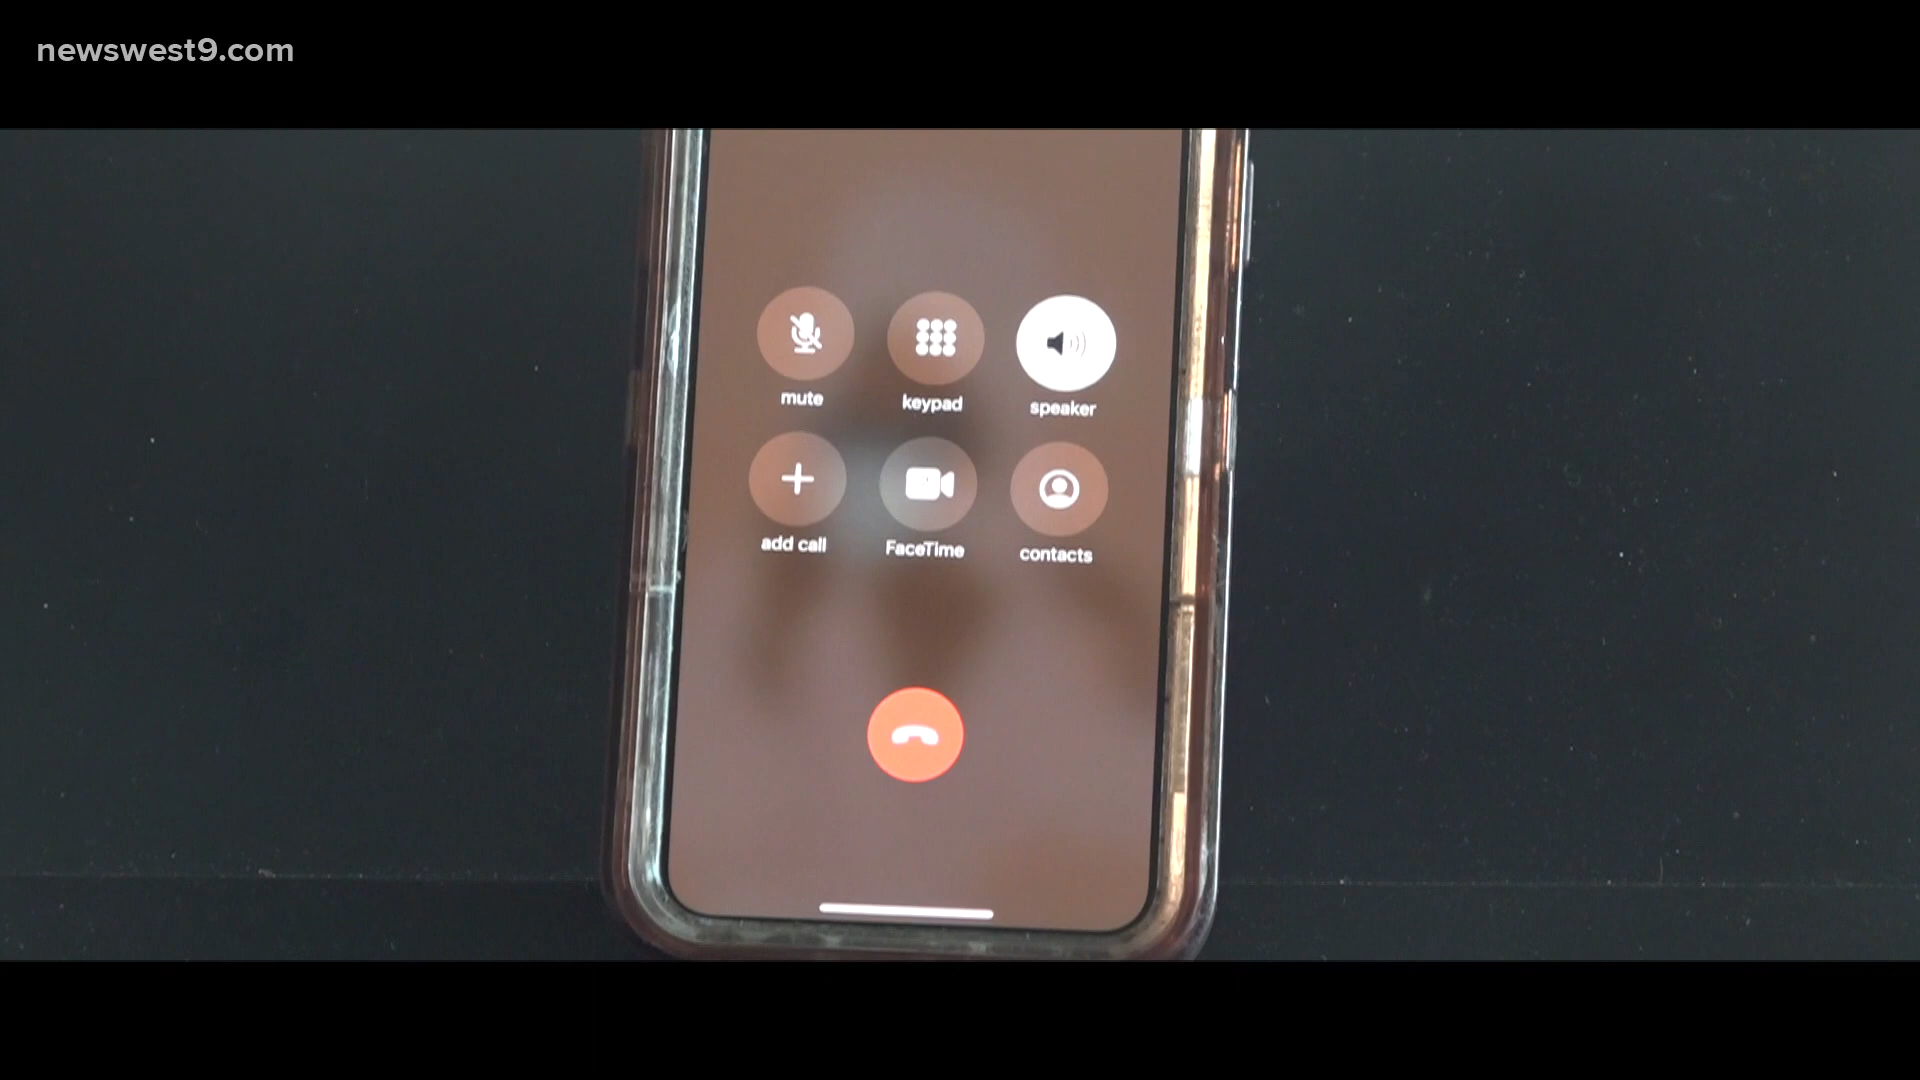 newswest9.com
mute
keypad
speaker
add call
FaceTime
contacts